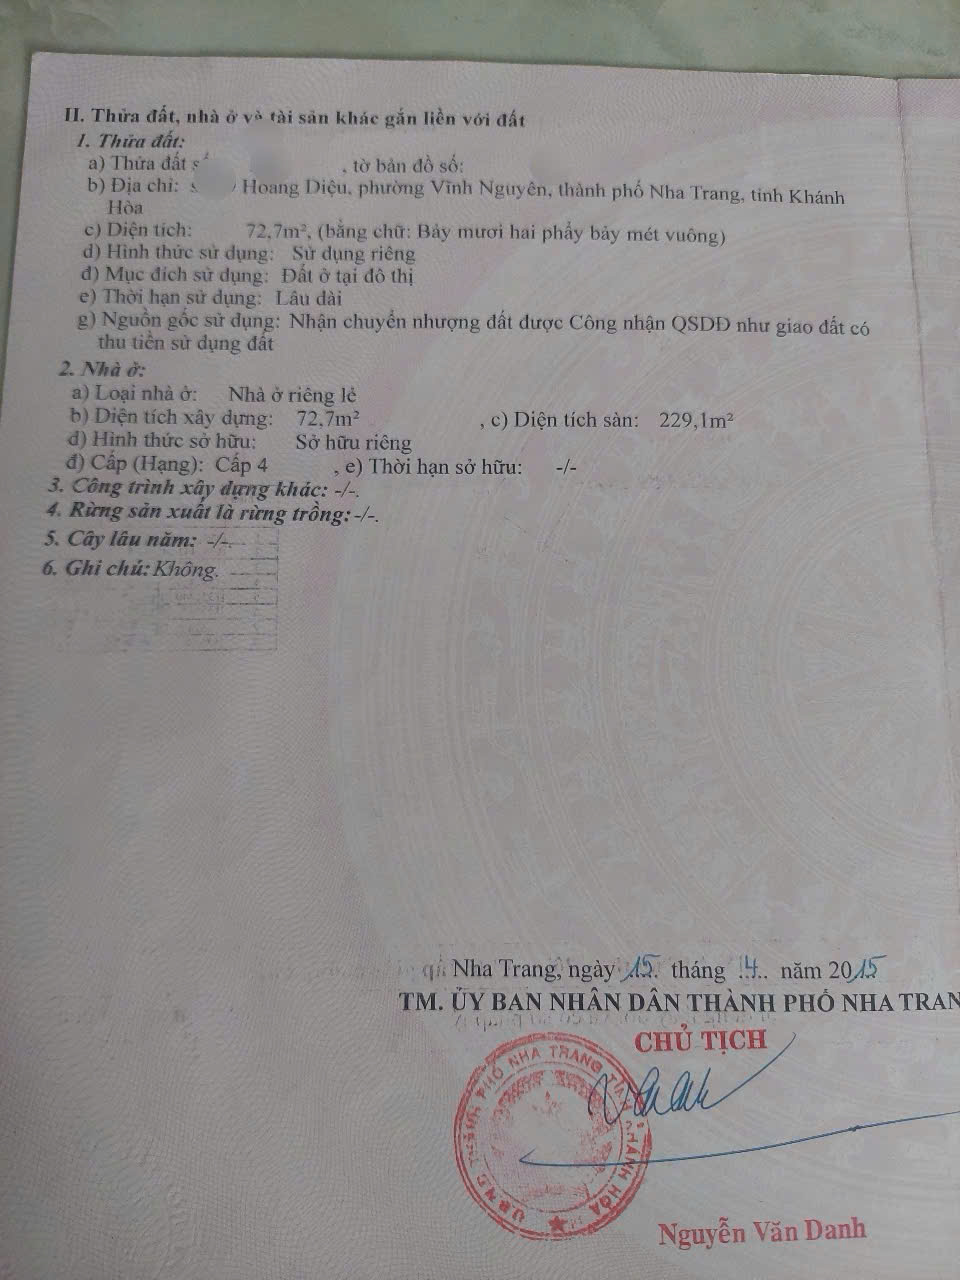 II. Thửa đất, nhà ở và tài sản khác gắn liền với đất
1. Thửa đất:
a) Thửa đất , tờ bản đồ số:
b) Địa chỉ: Hoàng Diệu, phường Vĩnh Nguyên, thành phố Nha Trang, tỉnh Khánh
Hòa
c) Diện tích: 72,7m², (bằng chữ: Bảy mươi hai phẩy bảy mét vuông)
d) Hình thức sử dụng: Sử dụng riêng
đ) Mục đích sử dụng: Đất ở tại đô thị
e) Thời hạn sử dụng: Lâu dài
g) Nguồn gốc sử dụng: Nhận chuyển nhượng đất được Công nhận QSDĐ như giao đất có
thu tiền sử dụng đất
2. Nhà ở:
a) Loại nhà ở: Nhà ở riêng lẻ
b) Diện tích xây dựng: 72,7m² , c) Diện tích sàn: 229,1m²
d) Hình thức sở hữu: Sở hữu riêng
đ) Cấp (Hạng): Cấp 4 , e) Thời hạn sở hữu: -/-
3. Công trình xây dựng khác: -/-.
4. Rừng sản xuất là rừng trồng: -/-.
5. Cây lâu năm: -/-.
6. Ghi chú: Không.
Nha Trang, ngày 15 tháng 4 năm 2015
TM. ỦY BAN NHÂN DÂN THÀNH PHỐ NHA TRAN
CHỦ TỊCH
U.B.N.D THÀNH PHỐ NHA TRANG TỈNH KHÁNH HÒA
Nguyễn Văn Danh